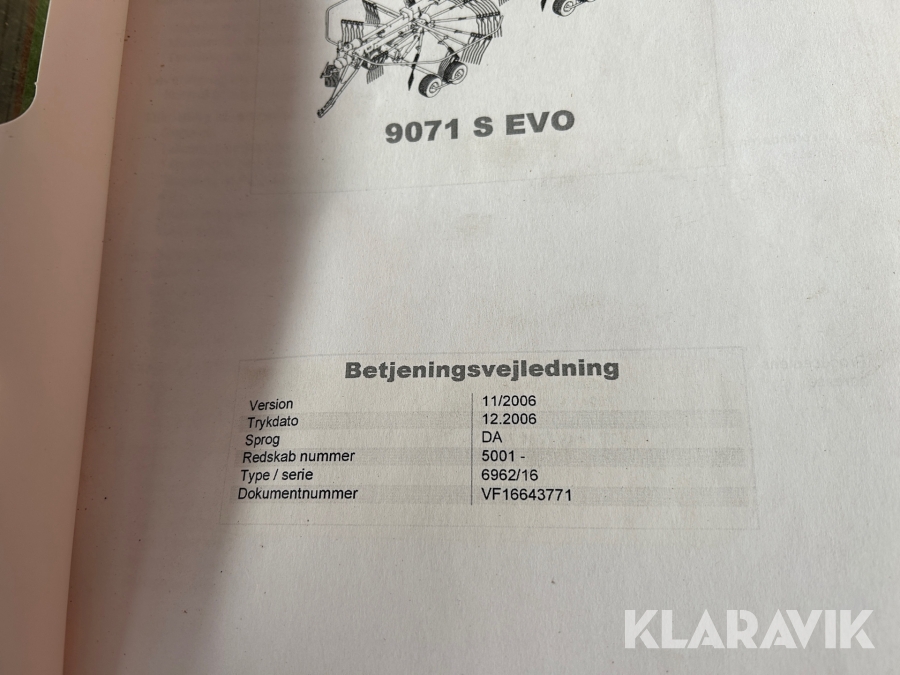 9071 S EVO
Betjeningsvejledning
Version 11/2006
Trykdato 12.2006
Sprog DA
Redskab nummer 5001 -
Type / serie 6962/16
Dokumentnummer VF16643771
KLARAVIK